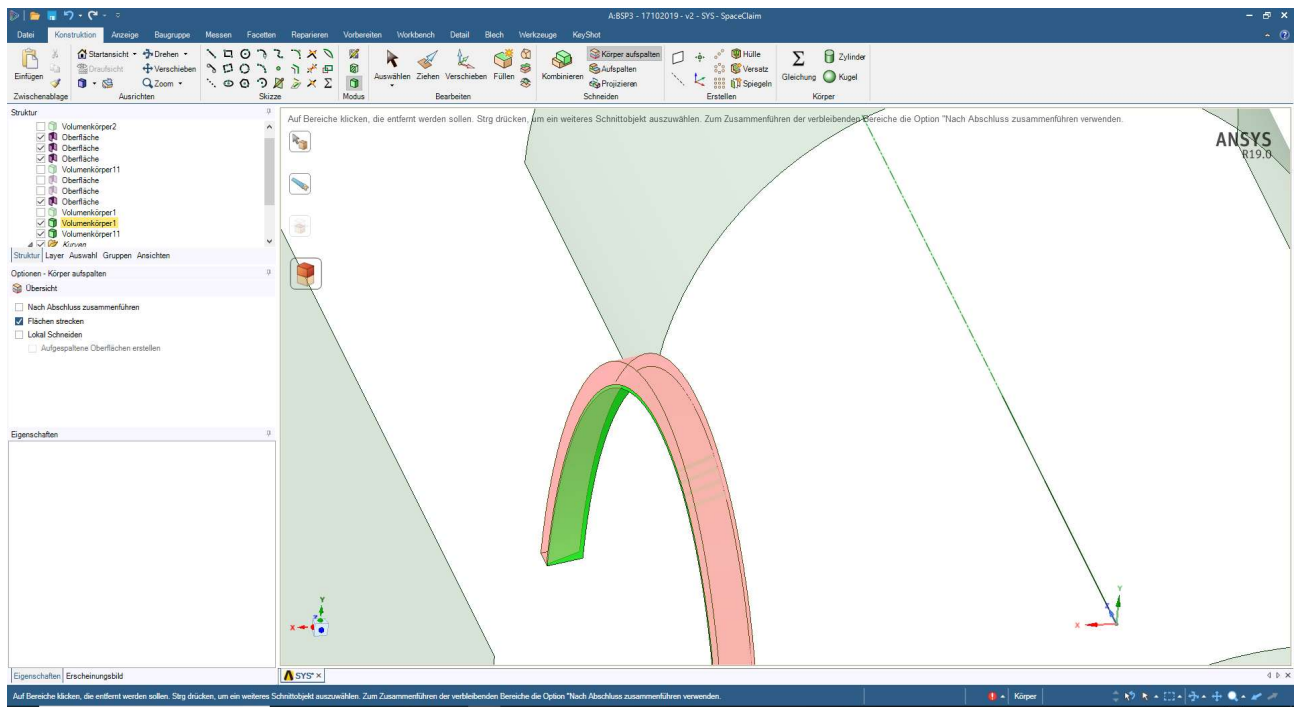 A:BSP3 - 17102019 - v2 - SYS - SpaceClaim
Datei Konstruktion Anzeige Baugruppe Messen Facetten Reparieren Vorbereiten Workbench Detail Blech Werkzeuge KeyShot
Startansicht Drehen Körper aufspalten Hülle Zylinder
Draufsicht Verschieben Aufspalten Versatz
Einfügen Auswählen Ziehen Verschieben Füllen Kombinieren Gleichung Kugel
Zoom Projizieren Spiegeln
Zwischenablage Ausrichten Skizze Modus Bearbeiten Schneiden Erstellen Körper
Struktur
Auf Bereiche klicken, die entfernt werden sollen. Strg drücken, um ein weiteres Schnittobjekt auszuwählen. Zum Zusammenführen der verbleibenden Bereiche die Option "Nach Abschluss zusammenführen verwenden.
Volumenkörper2
Oberfläche
Oberfläche
Oberfläche
Volumenkörper11
Oberfläche
Oberfläche
Oberfläche
Volumenkörper1
Volumenkörper1
Volumenkörper11
Kurven
ANSYS
R19.0
Struktur Layer Auswahl Gruppen Ansichten
Optionen - Körper aufspalten
Übersicht
Nach Abschluss zusammenführen
Flächen strecken
Lokal Schneiden
Aufgespaltene Oberflächen erstellen
Eigenschaften
Y
X
Z
Y
X
Eigenschaften Erscheinungsbild
SYS*
Auf Bereiche klicken, die entfernt werden sollen. Strg drücken, um ein weiteres Schnittobjekt auszuwählen. Zum Zusammenführen der verbleibenden Bereiche die Option "Nach Abschluss zusammenführen verwenden.
Körper